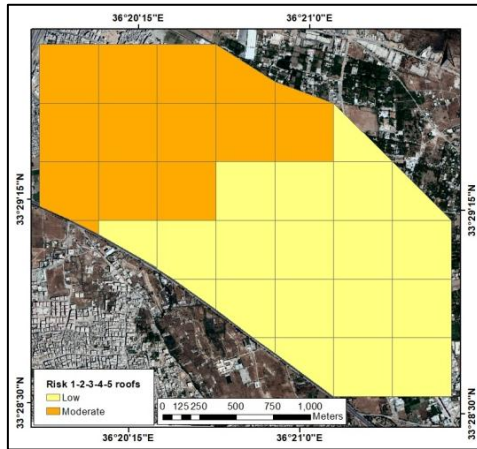 36°20'15"E
36°21'0"E
33°29'15"N
33°29'15"N
33°28'30"N
33°28'30"N
Risk 1-2-3-4-5 roofs
Low
Moderate
0 125 250 500 750 1,000
Meters
36°20'15"E
36°21'0"E